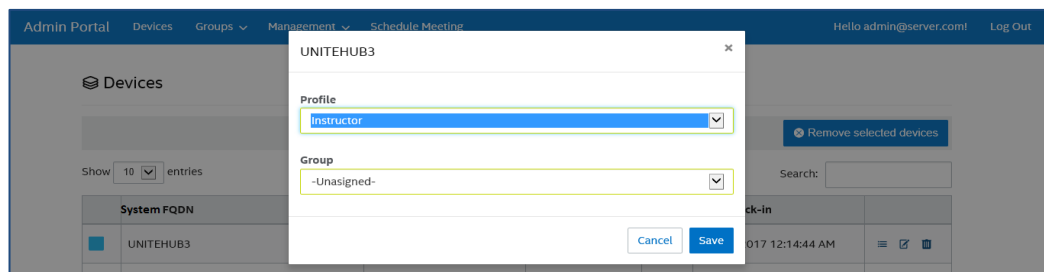 Admin Portal Devices Groups Management Schedule Meeting Hello admin@server.com! Log Out
UNITEHUB3 ×
Devices
Profile
Instructor
Remove selected devices
Group
Show 10 entries Search:
-Unasigned-
System FQDN ck-in
Cancel Save
UNITEHUB3 017 12:14:44 AM